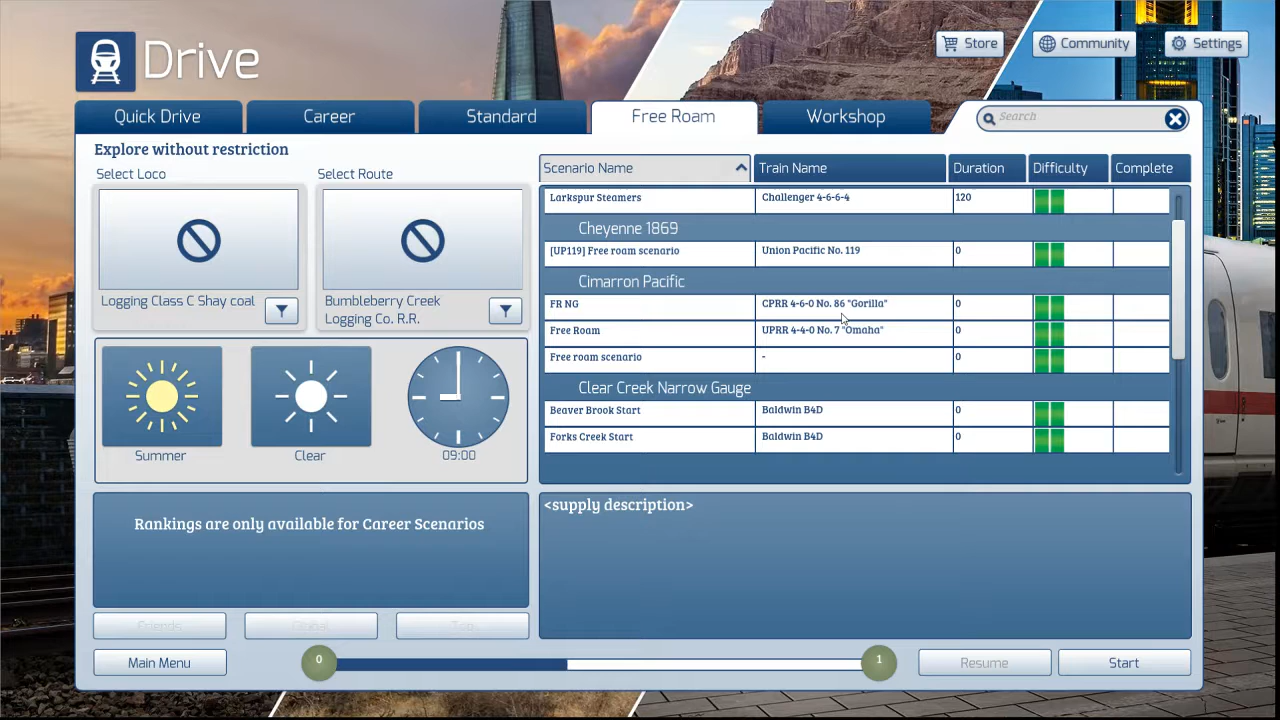 Drive
Store
Community
Settings
Quick Drive
Career
Standard
Free Roam
Workshop
Search
Explore without restriction
Select Loco
Select Route
Logging Class C Shay coal
Bumbleberry Creek
Logging Co. R.R.
Summer
Clear
09:00
Scenario Name Train Name Duration Difficulty Complete
Larkspur Steamers Challenger 4-6-6-4 120
Cheyenne 1869
[UP119] Free roam scenario Union Pacific No. 119 0
Cimarron Pacific
FR NG CPRR 4-6-0 No. 86 "Gorilla" 0
Free Roam UPRR 4-4-0 No. 7 "Omaha" 0
Free roam scenario - 0
Clear Creek Narrow Gauge
Beaver Brook Start Baldwin B4D 0
Forks Creek Start Baldwin B4D 0
Rankings are only available for Career Scenarios
<supply description>
Friends
Global
Top
Main Menu
0
1
Resume
Start